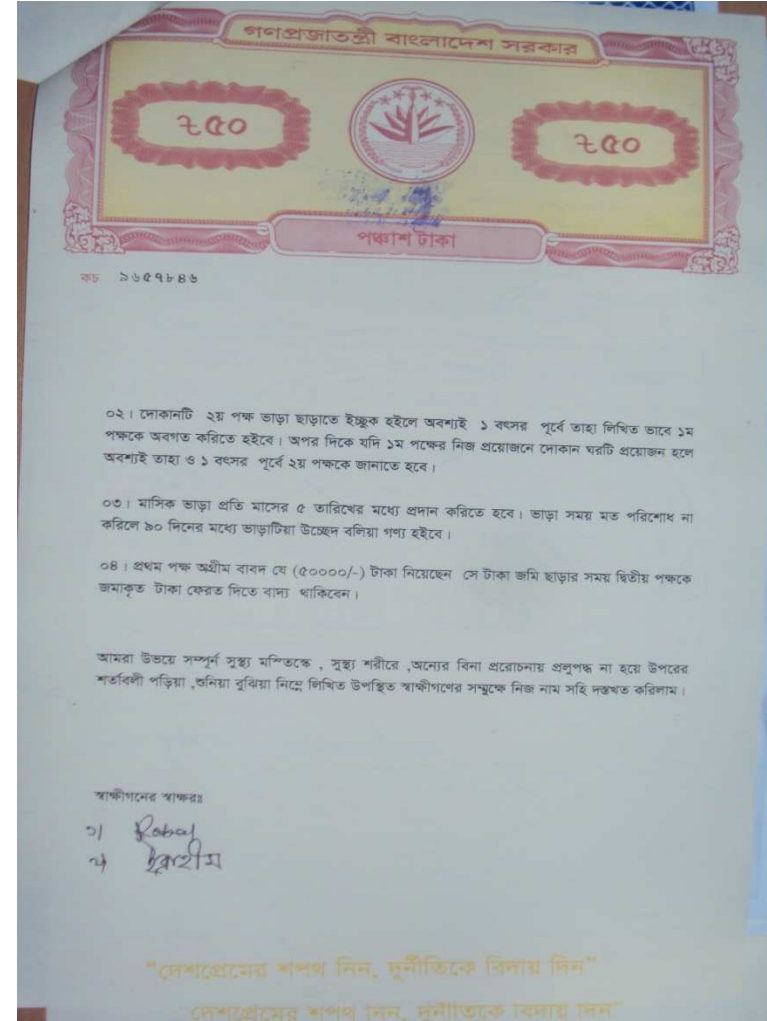 গণপ্রজাতন্ত্রী বাংলাদেশ সরকার
৳৫০
৳৫০
পঞ্চাশ টাকা
কচ ৯৬৫৭৮৪৬
০২। দোকানটি ২য় পক্ষ ভাড়া ছাড়াতে ইচ্ছুক হইলে অবশ্যই ১ বৎসর পূর্বে তাহা লিখিত ভাবে ১ম
পক্ষকে অবগত করিতে হইবে। অপর দিকে যদি ১ম পক্ষের নিজ প্রয়োজনে দোকান ঘরটি প্রয়োজন হলে
অবশ্যই তাহা ও ১ বৎসর পূর্বে ২য় পক্ষকে জানাতে হবে।
০৩। মাসিক ভাড়া প্রতি মাসের ৫ তারিখের মধ্যে প্রদান করিতে হবে। ভাড়া সময় মত পরিশোধ না
করিলে ৯০ দিনের মধ্যে ভাড়াটিয়া উচ্ছেদ বলিয়া গণ্য হইবে।
০৪। প্রথম পক্ষ অগ্রীম বাবদ যে (৫০০০০/-) টাকা নিয়েছেন সে টাকা জমি ছাড়ার সময় দ্বিতীয় পক্ষকে
জমাকৃত টাকা ফেরত দিতে বাদ্য থাকিবেন।
আমরা উভয়ে সম্পূর্ন সুস্থ্য মস্তিতস্কে , সুস্থ্য শরীরে ,অন্যের বিনা প্ররোচনায় প্রলুপদ্ধ না হয়ে উপরের
শর্তাবলী পড়িয়া ,শুনিয়া বুঝিয়া নিম্নে লিখিত উপস্থিত স্বাক্ষীগণের সম্মুক্ষে নিজ নাম সহি দস্তখত করিলাম।
স্বাক্ষীগনের স্বাক্ষরঃ
১/
২/ ইব্রাহীম
"দেশপ্রেমের শপথ নিন, দুর্নীতিকে বিদায় দিন"
"দেশপ্রেমের শপথ নিন, দুর্নীতিকে বিদায় দিন"